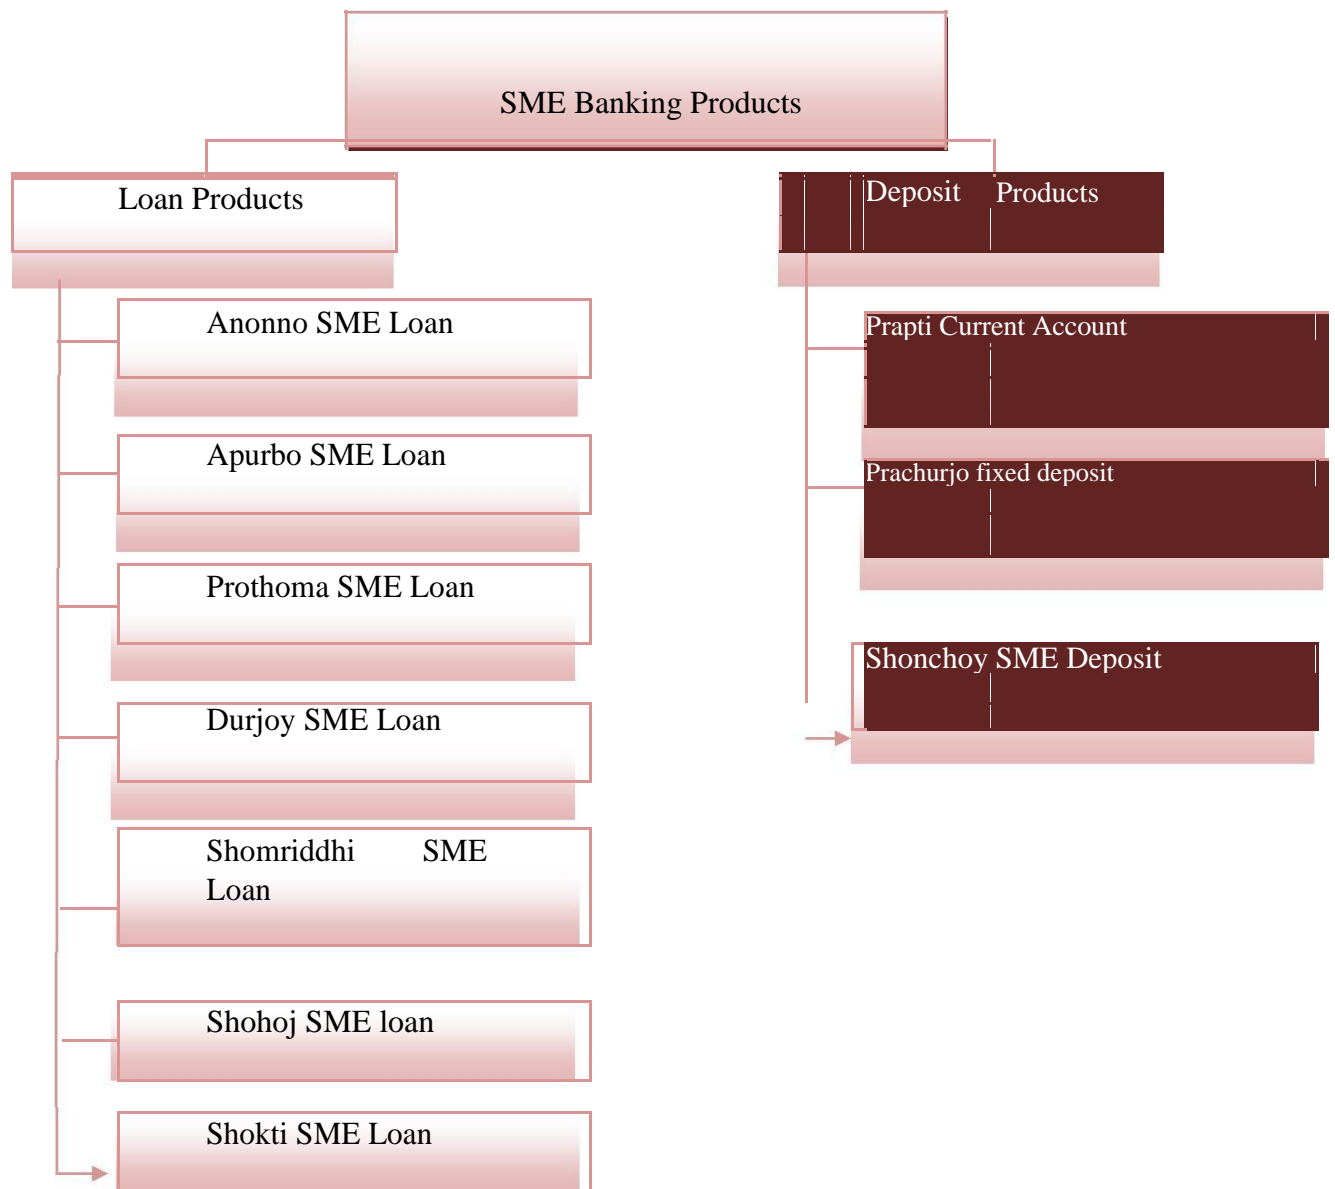 SME Banking Products
Loan Products
Anonno SME Loan
Apurbo SME Loan
Prothoma SME Loan
Durjoy SME Loan
Shomriddhi SME
Loan
Shohoj SME loan
Shokti SME Loan
Deposit Products
Prapti Current Account
Prachurjo fixed deposit
Shonchoy SME Deposit